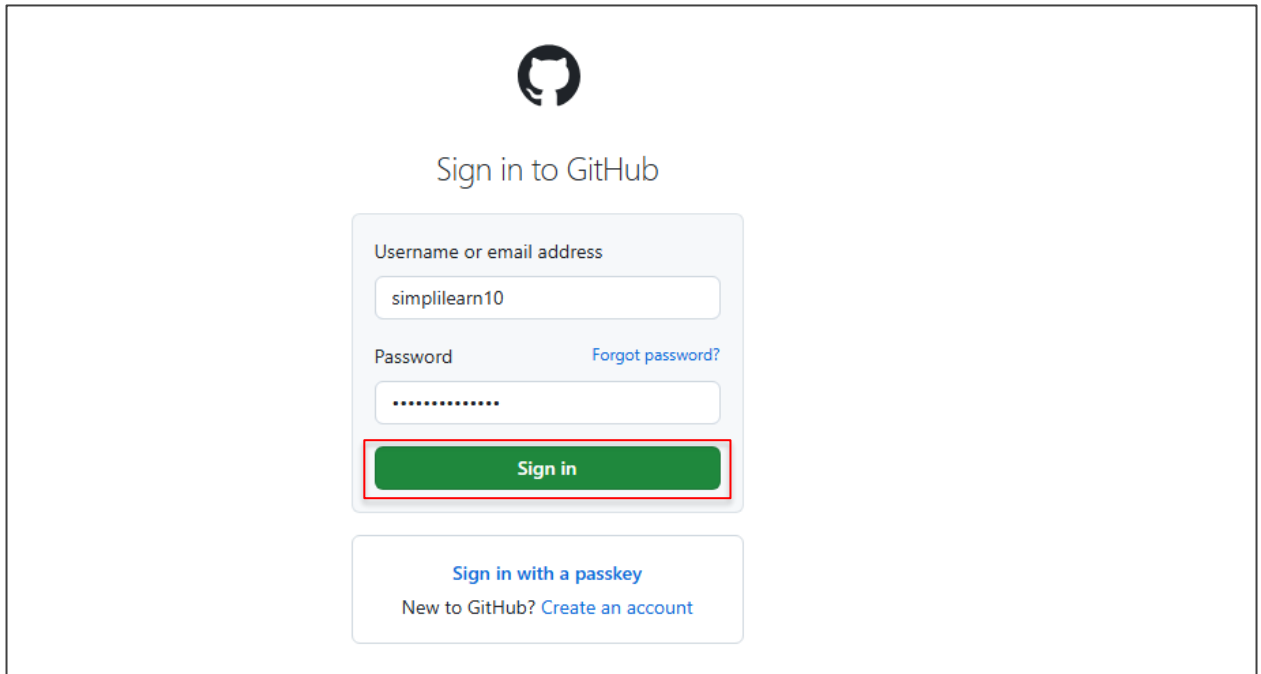 Sign in to GitHub
Username or email address
simplilearn10
Password Forgot password?
••••••••••••••
Sign in
Sign in with a passkey
New to GitHub? Create an account